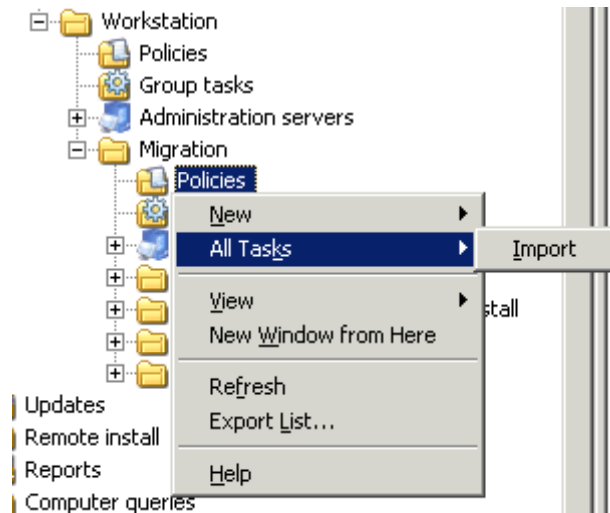 Workstation
Policies
Group tasks
Administration servers
Migration
Policies
New
All Tasks
Import
View
stall
New Window from Here
Refresh
Export List...
Help
Updates
Remote install
Reports
Computer queries